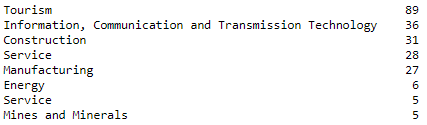 Tourism 89
Information, Communication and Transmission Technology 36
Construction 31
Service 28
Manufacturing 27
Energy 6
Service 5
Mines and Minerals 5